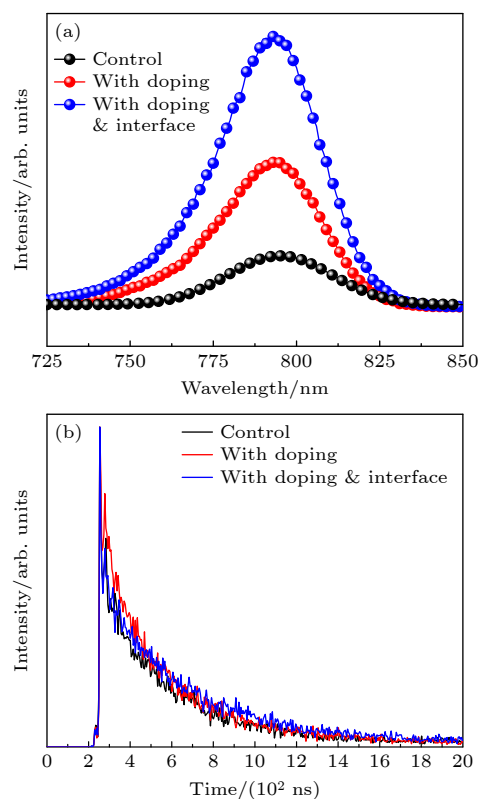 (a)
Control
With doping
With doping
& interface
Intensity/arb. units
725 750 775 800 825 850
Wavelength/nm
(b)
Control
With doping
With doping & interface
Intensity/arb. units
0 2 4 6 8 10 12 14 16 18 20
Time/(10² ns)